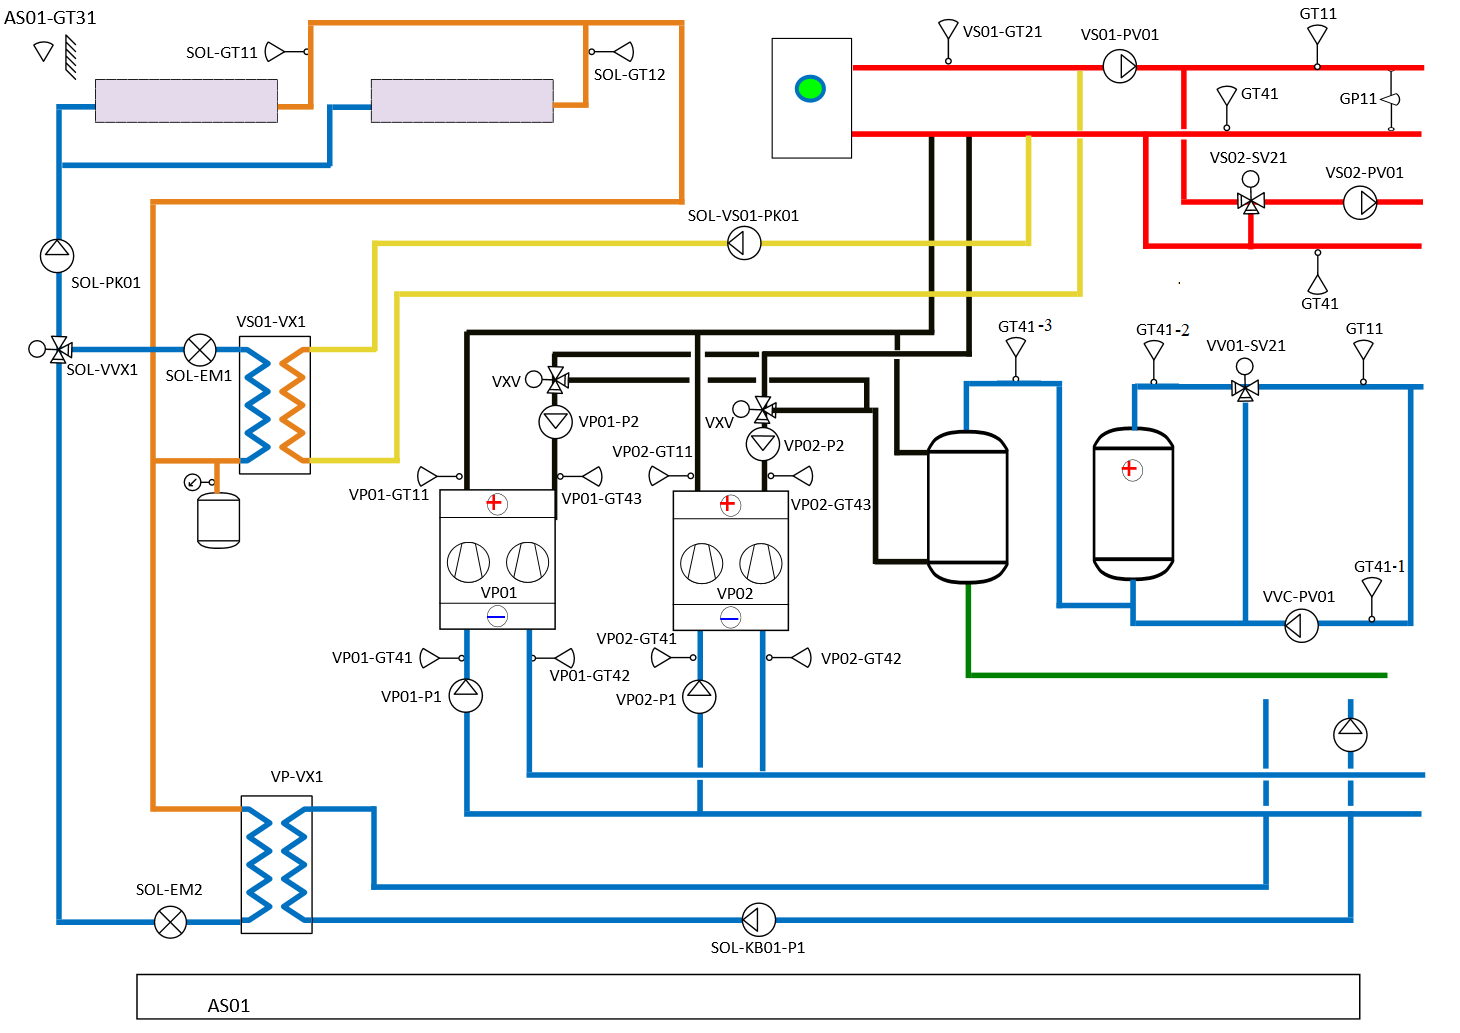 AS01-GT31
SOL-GT11
SOL-GT12
VS01-GT21
VS01-PV01
GT11
GT41
GP11
VS02-SV21
VS02-PV01
GT41
SOL-VS01-PK01
SOL-PK01
VS01-VX1
SOL-VVX1
SOL-EM1
GT41-3
GT41-2
VV01-SV21
GT11
VXV
VP01-P2
VXV
VP02-P2
VP02-GT11
VP01-GT11
VP01-GT43
VP02-GT43
VP01
VP02
GT41-1
VVC-PV01
VP01-GT41
VP01-GT42
VP02-GT41
VP02-GT42
VP01-P1
VP02-P1
VP-VX1
SOL-EM2
SOL-KB01-P1
AS01